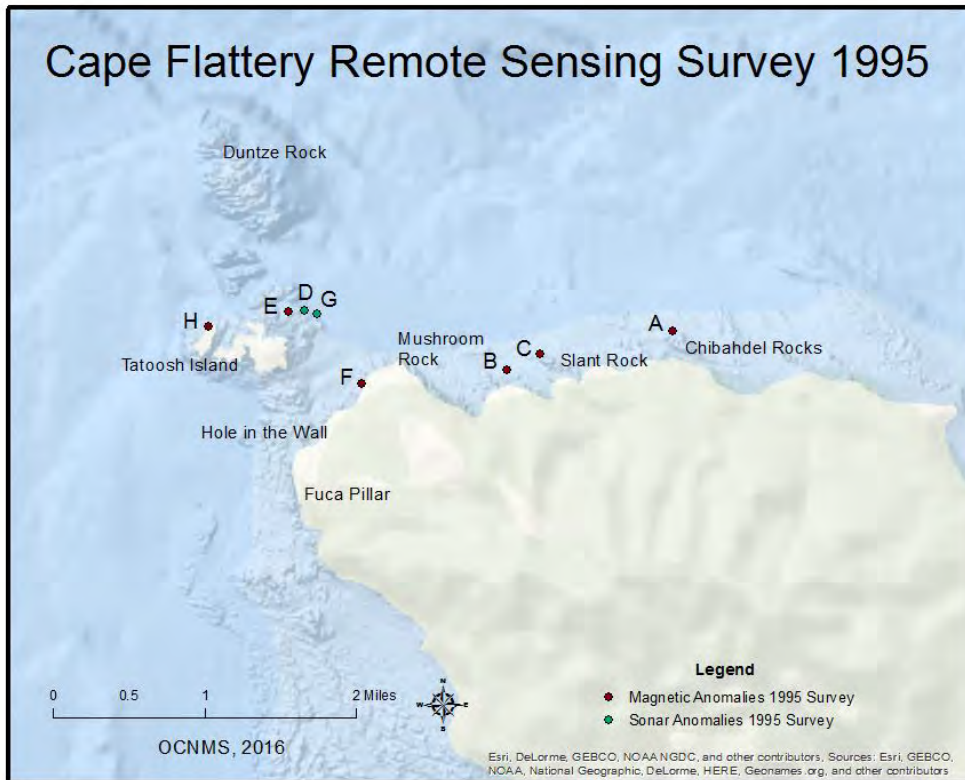 Cape Flattery Remote Sensing Survey 1995
Duntze Rock
D
E
G
H
A
Mushroom
Rock
Chibahdel Rocks
C
B
Slant Rock
Tatoosh Island
F
Hole in the Wall
Fuca Pillar
Legend
Magnetic Anomalies 1995 Survey
Sonar Anomalies 1995 Survey
0 0.5 1 2 Miles
N
W E
S
OCNMS, 2016
Esri, DeLorme, GEBCO, NOAA NGDC, and other contributors, Sources: Esri, GEBCO,
NOAA, National Geographic, DeLorme, HERE, Geonames.org, and other contributors